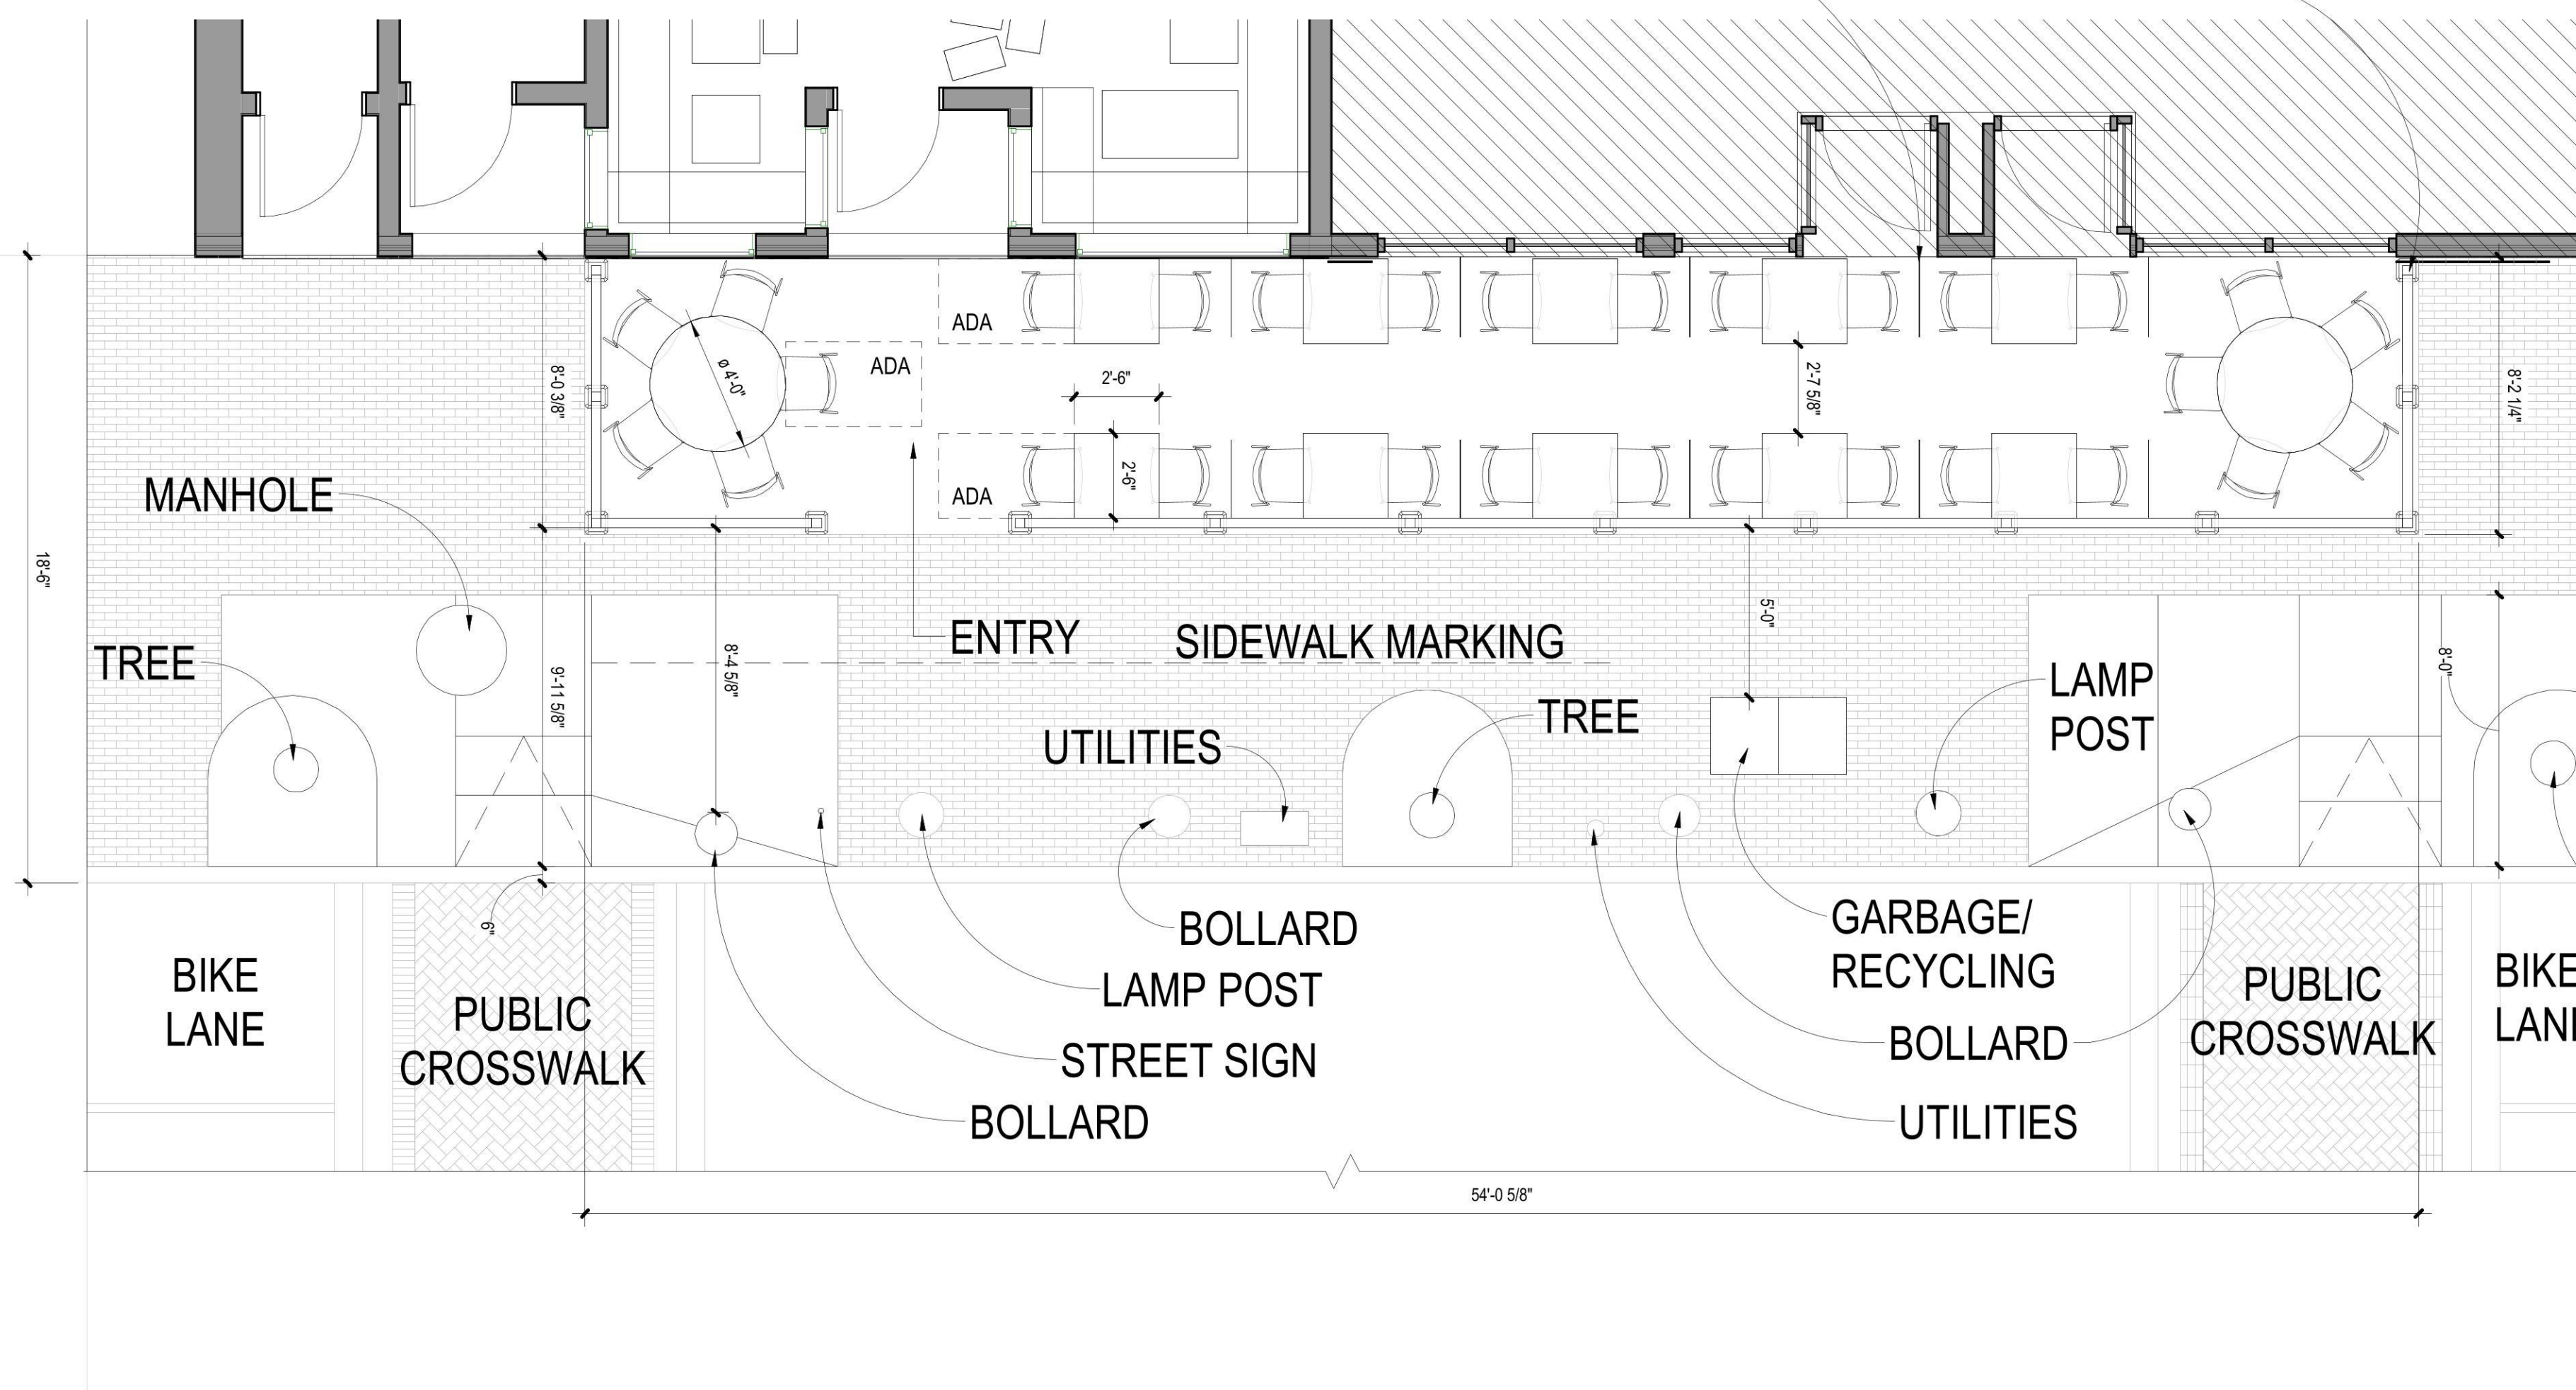 ADA
ADA
ADA
ø 4'-0"
2'-6"
2'-6"
2'-7 5/8"
8'-0 3/8"
8'-2 1/4"
MANHOLE
18'-6"
TREE
9'-11 5/8"
8'-4 5/8"
ENTRY
SIDEWALK MARKING
5'-0"
LAMP
POST
8'-0"
UTILITIES
TREE
6"
BOLLARD
LAMP POST
STREET SIGN
BOLLARD
GARBAGE/
RECYCLING
BOLLARD
UTILITIES
BIKE
LANE
PUBLIC
CROSSWALK
PUBLIC
CROSSWALK
BIKE
LAN
54'-0 5/8"